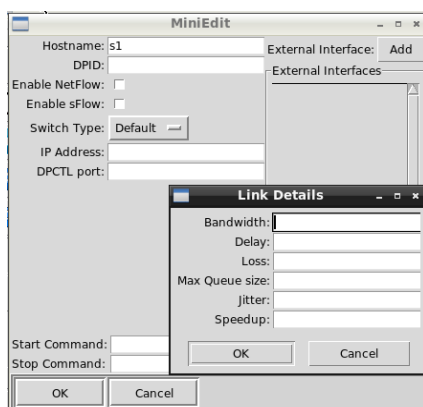 MiniEdit
Hostname: s1
External Interface: Add
DPID:
External Interfaces
Enable NetFlow:
Enable sFlow:
Switch Type: Default
IP Address:
DPCTL port:
Link Details
Bandwidth:
Delay:
Loss:
Max Queue size:
Jitter:
Speedup:
OK Cancel
Start Command:
Stop Command:
OK Cancel